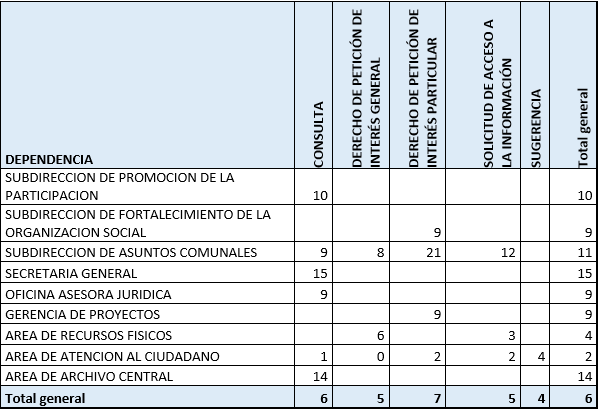 DEPENDENCIA CONSULTA DERECHO DE PETICIÓN DE INTERÉS GENERAL DERECHO DE PETICIÓN DE INTERÉS PARTICULAR SOLICITUD DE ACCESO A LA INFORMACIÓN SUGERENCIA Total general
SUBDIRECCION DE PROMOCION DE LA
PARTICIPACION 10 10
SUBDIRECCION DE FORTALECIMIENTO DE LA
ORGANIZACION SOCIAL 9 9
SUBDIRECCION DE ASUNTOS COMUNALES 9 8 21 12 11
SECRETARIA GENERAL 15 15
OFICINA ASESORA JURIDICA 9 9
GERENCIA DE PROYECTOS 9 9
AREA DE RECURSOS FISICOS 6 3 4
AREA DE ATENCION AL CIUDADANO 1 0 2 2 4 2
AREA DE ARCHIVO CENTRAL 14 14
Total general 6 5 7 5 4 6